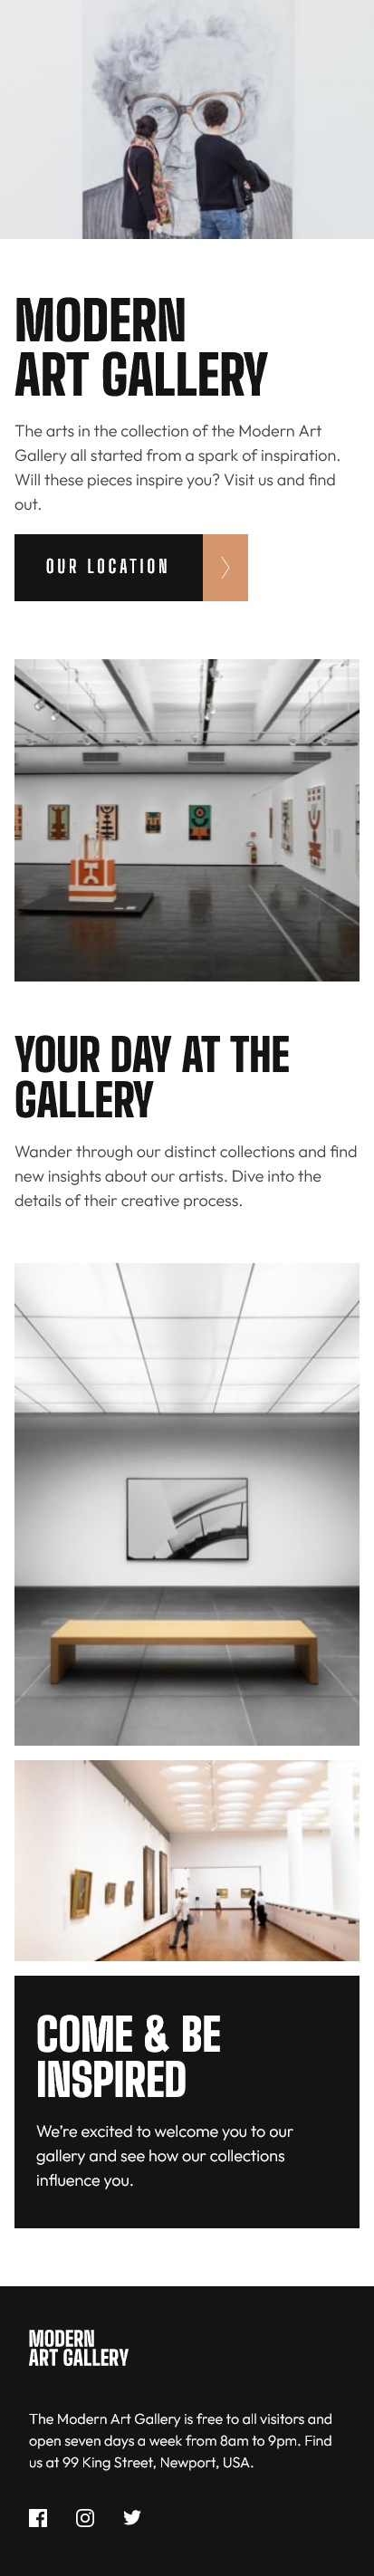 MODERN
ART GALLERY
The arts in the collection of the Modern Art
Gallery all started from a spark of inspiration.
Will these pieces inspire you? Visit us and find
out.
OUR LOCATION
YOUR DAY AT THE
GALLERY
Wander through our distinct collections and find
new insights about our artists. Dive into the
details of their creative process.
COME & BE
INSPIRED
We’re excited to welcome you to our
gallery and see how our collections
influence you.
MODERN
ART GALLERY
The Modern Art Gallery is free to all visitors and
open seven days a week from 8am to 9pm. Find
us at 99 King Street, Newport, USA.